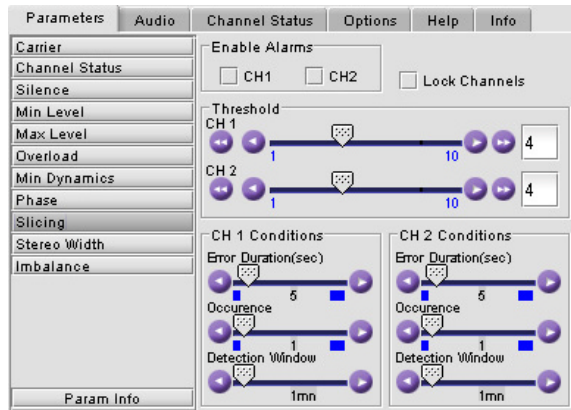 Parameters Audio Channel Status Options Help Info
Carrier
Channel Status
Silence
Min Level
Max Level
Overload
Min Dynamics
Phase
Slicing
Stereo Width
Imbalance
Param Info
Enable Alarms
CH1 CH2 Lock Channels
Threshold
CH 1
1 10 4
CH 2
1 10 4
CH 1 Conditions
Error Duration(sec)
5
Occurence
1
Detection Window
1mn
CH 2 Conditions
Error Duration(sec)
5
Occurence
1
Detection Window
1mn